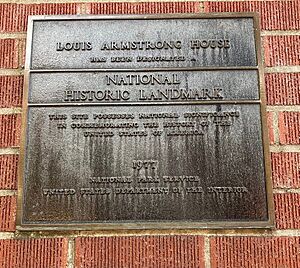 LOUIS ARMSTRONG HOUSE
HAS BEEN DESIGNATED A
NATIONAL
HISTORIC LANDMARK
THIS SITE POSSESSES NATIONAL SIGNIFICANCE
IN COMMEMORATING THE HISTORY OF THE
UNITED STATES OF AMERICA
1977
NATIONAL PARK SERVICE
UNITED STATES DEPARTMENT OF THE INTERIOR